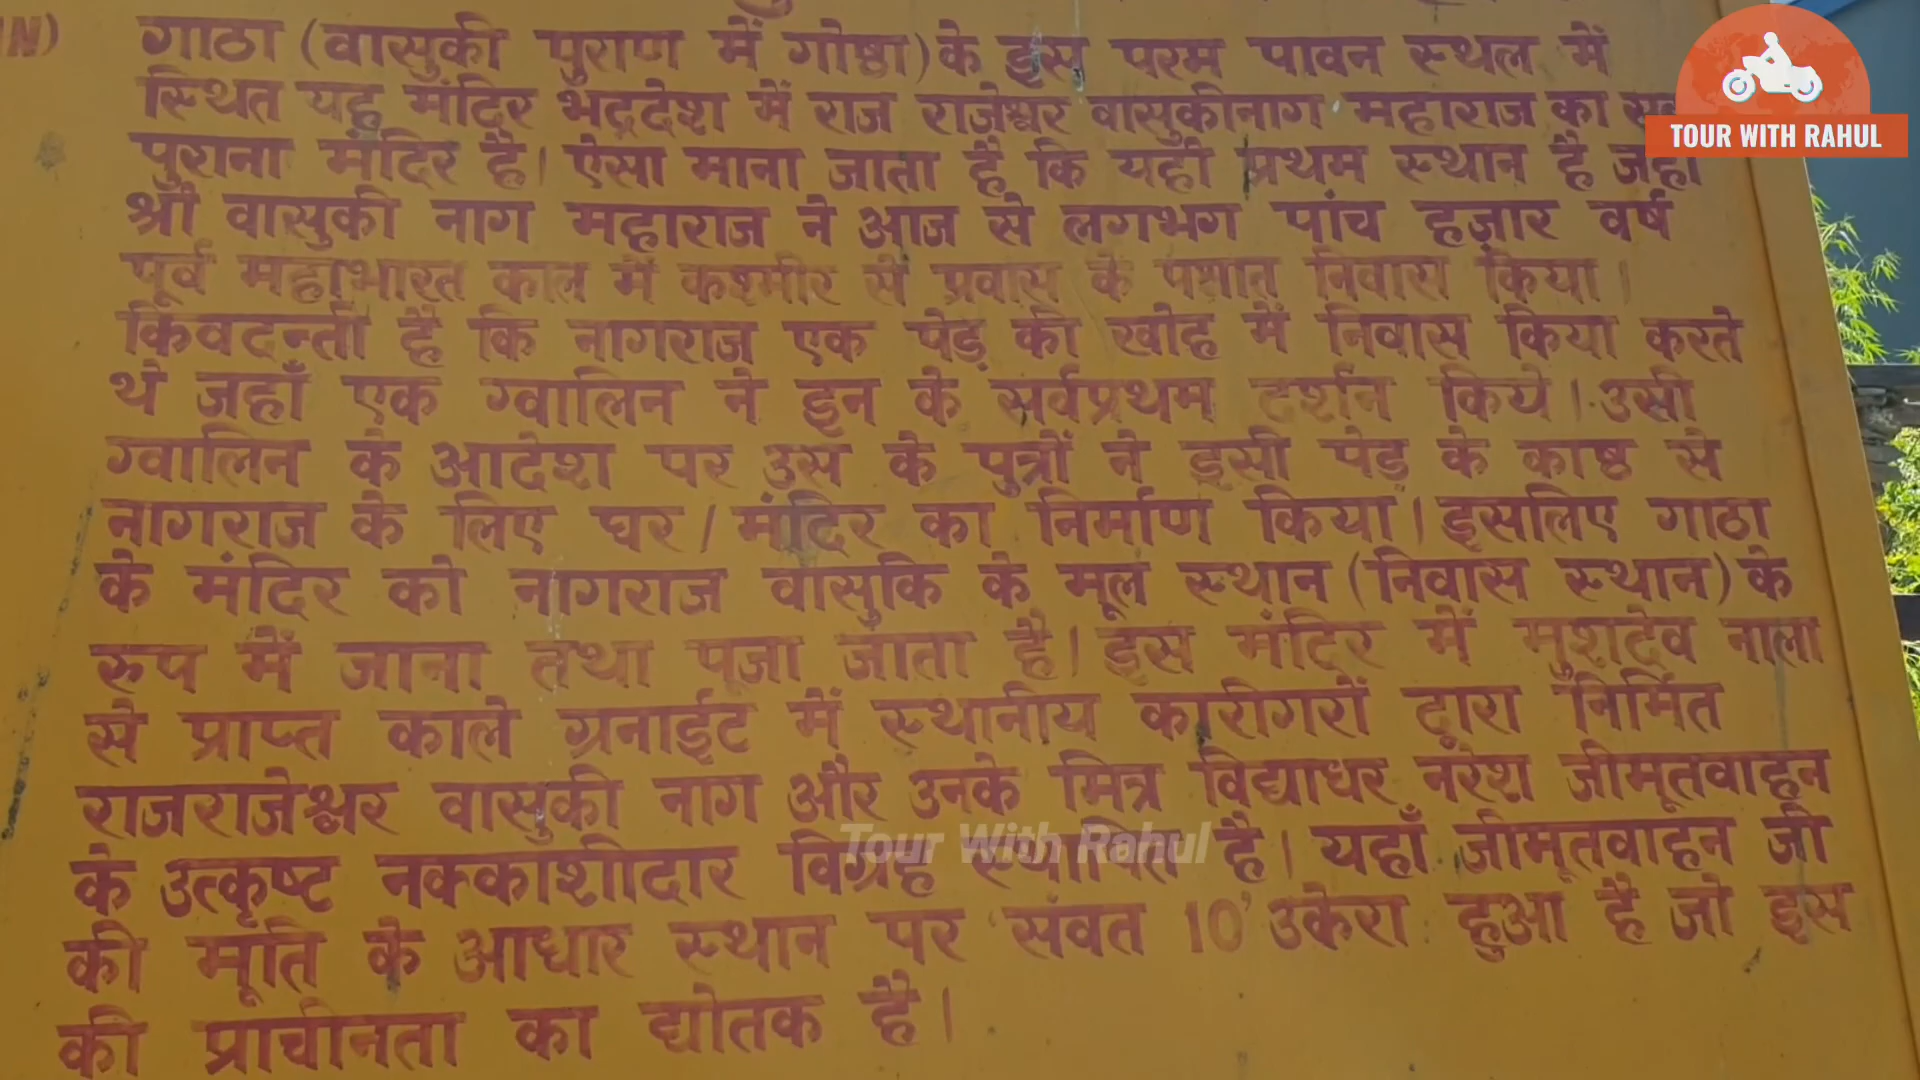 IN)
गाठा (वासुकी पुराण में गोष्ठा) के इस परम पावन स्थल में
स्थित यह मंदिर भद्रदेश में राज राजेश्वर वासुकीनाग महाराज का
पुराना मंदिर है। ऐसा माना जाता है कि यही प्रथम स्थान है जहाँ
श्री वासुकी नाग महाराज ने आज से लगभग पांच हज़ार वर्ष
पूर्व महाभारत काल में कश्मीर से प्रवास के पश्चात निवास किया।
किंवदन्ती है कि नागराज एक पेड़ की खोह में निवास किया करते
थे जहाँ एक ग्वालिन ने इन के सर्वप्रथम दर्शन किये। उसी
ग्वालिन के आदेश पर उस के पुत्रों ने इसी पेड़ के काष्ठ से
नागराज के लिए घर / मंदिर का निर्माण किया। इसलिए गाठा
के मंदिर को नागराज वासुकि के मूल स्थान (निवास स्थान) के
रूप में जाना तथा पूजा जाता है। इस मंदिर में मुशदेव नाला
से प्राप्त काले ग्रनाईट में स्थानीय कारीगरों द्वारा निर्मित
राजराजेश्वर वासुकी नाग और उनके मित्र विद्याधर नरेश जीमूतवाहन
के उत्कृष्ट नक्काशीदार विग्रह स्थापित है। यहाँ जीमूतवाहन जी
की मूर्ति के आधार स्थान पर संवत 10' उकेरा हुआ है जो इस
की प्राचीनता का द्योतक है।
TOUR WITH RAHUL
Tour With Rahul